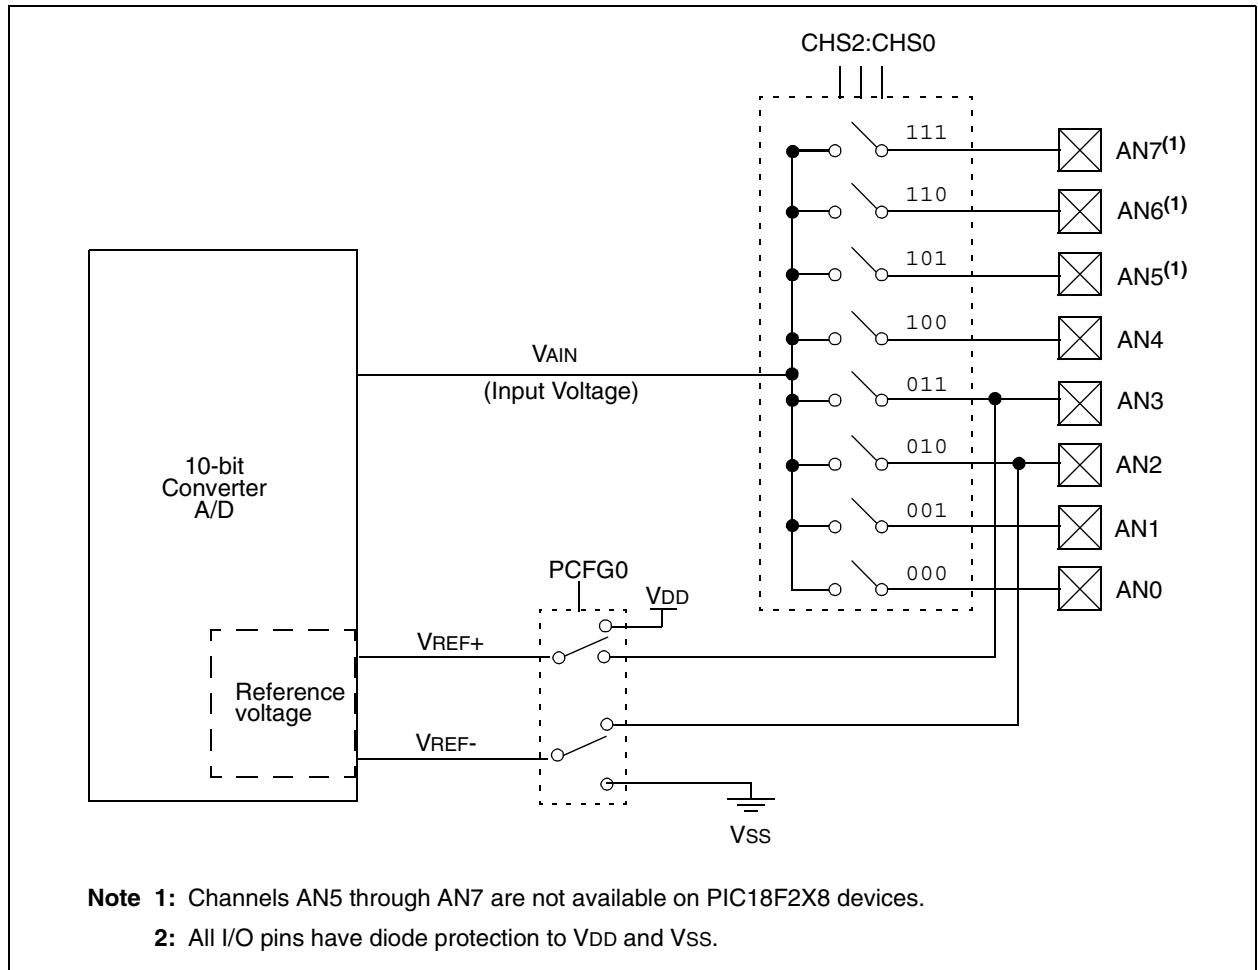 CHS2:CHS0
111
AN7(1)
110
AN6(1)
101
AN5(1)
100
AN4
VAIN
(Input Voltage)
011
AN3
010
AN2
10-bit
Converter
A/D
001
AN1
PCFG0
000
AN0
VDD
VREF+
Reference
voltage
VREF-
VSS
Note 1: Channels AN5 through AN7 are not available on PIC18F2X8 devices.
2: All I/O pins have diode protection to VDD and VSS.